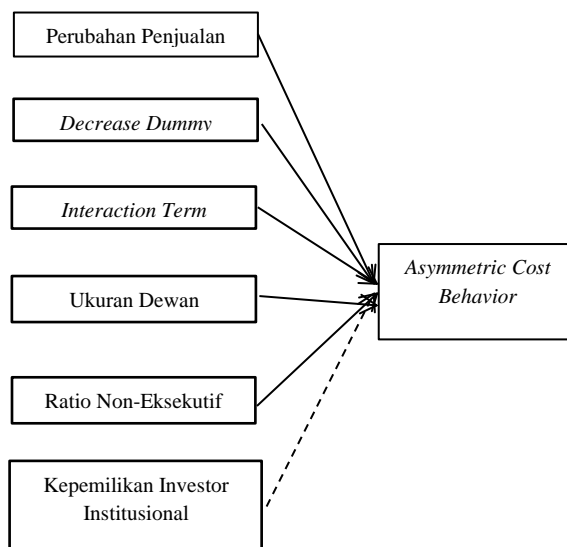 Perubahan Penjualan
Decrease Dummy
Interaction Term
Asymmetric Cost
Behavior
Ukuran Dewan
Ratio Non-Eksekutif
Kepemilikan Investor
Institusional